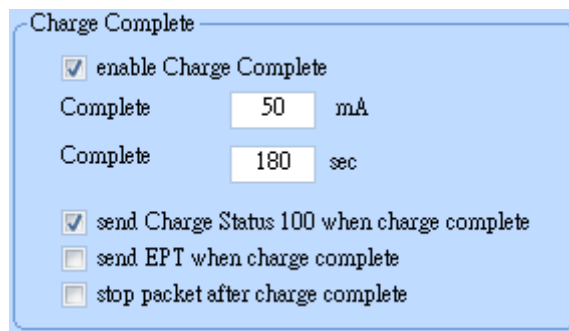 Charge Complete
enable Charge Complete
Complete 50 mA
Complete 180 sec
send Charge Status 100 when charge complete
send EPT when charge complete
stop packet after charge complete